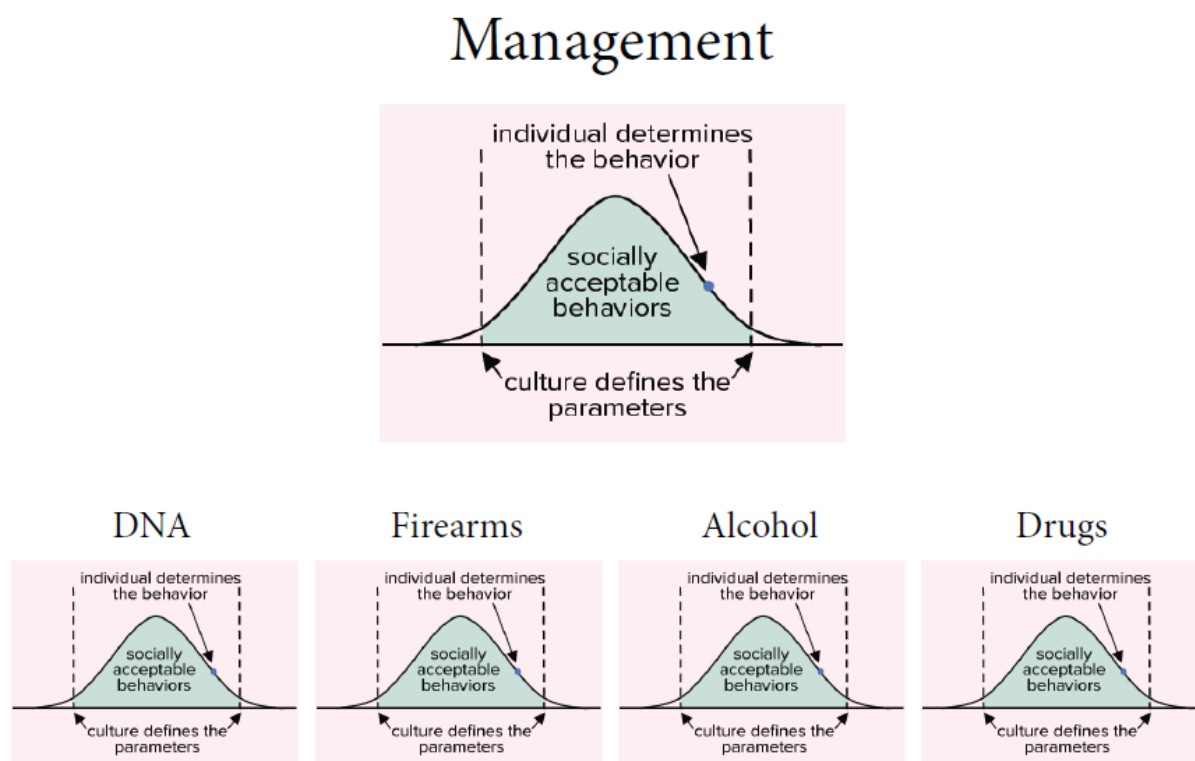 Management
individual determines
the behavior
socially
acceptable
behaviors
culture defines the
parameters
DNA
individual determines
the behavior
socially
acceptable
behaviors
culture defines the
parameters
Firearms
individual determines
the behavior
socially
acceptable
behaviors
culture defines the
parameters
Alcohol
individual determines
the behavior
socially
acceptable
behaviors
culture defines the
parameters
Drugs
individual determines
the behavior
socially
acceptable
behaviors
culture defines the
parameters